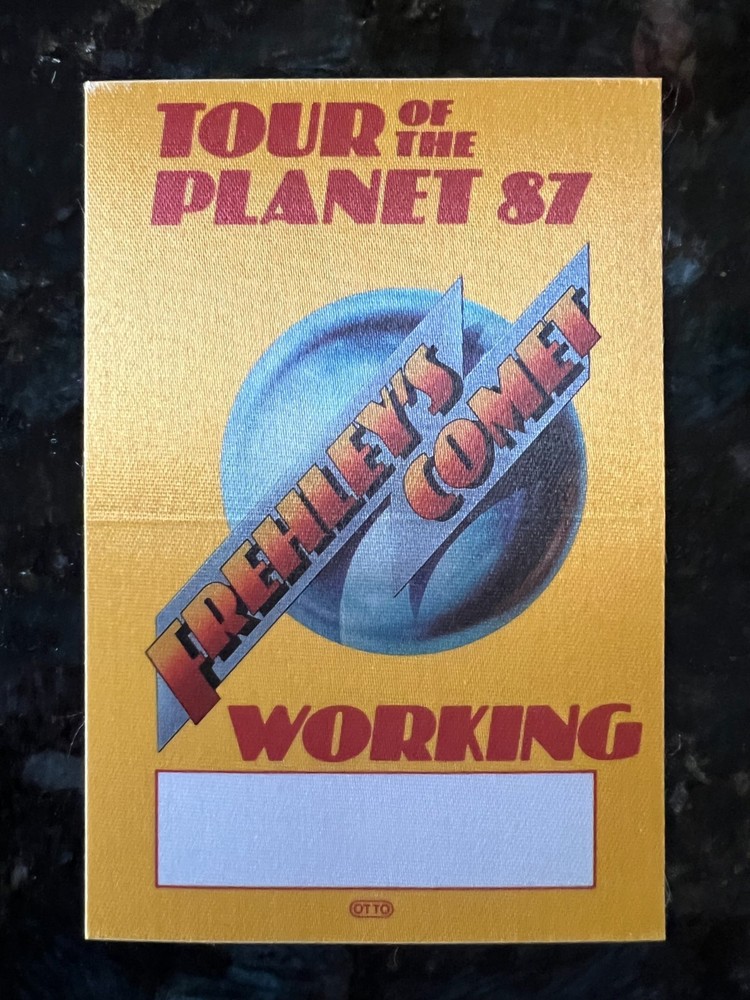 TOUR OF THE
PLANET 87
FREHLEY'S
COMET
WORKING
OTTO